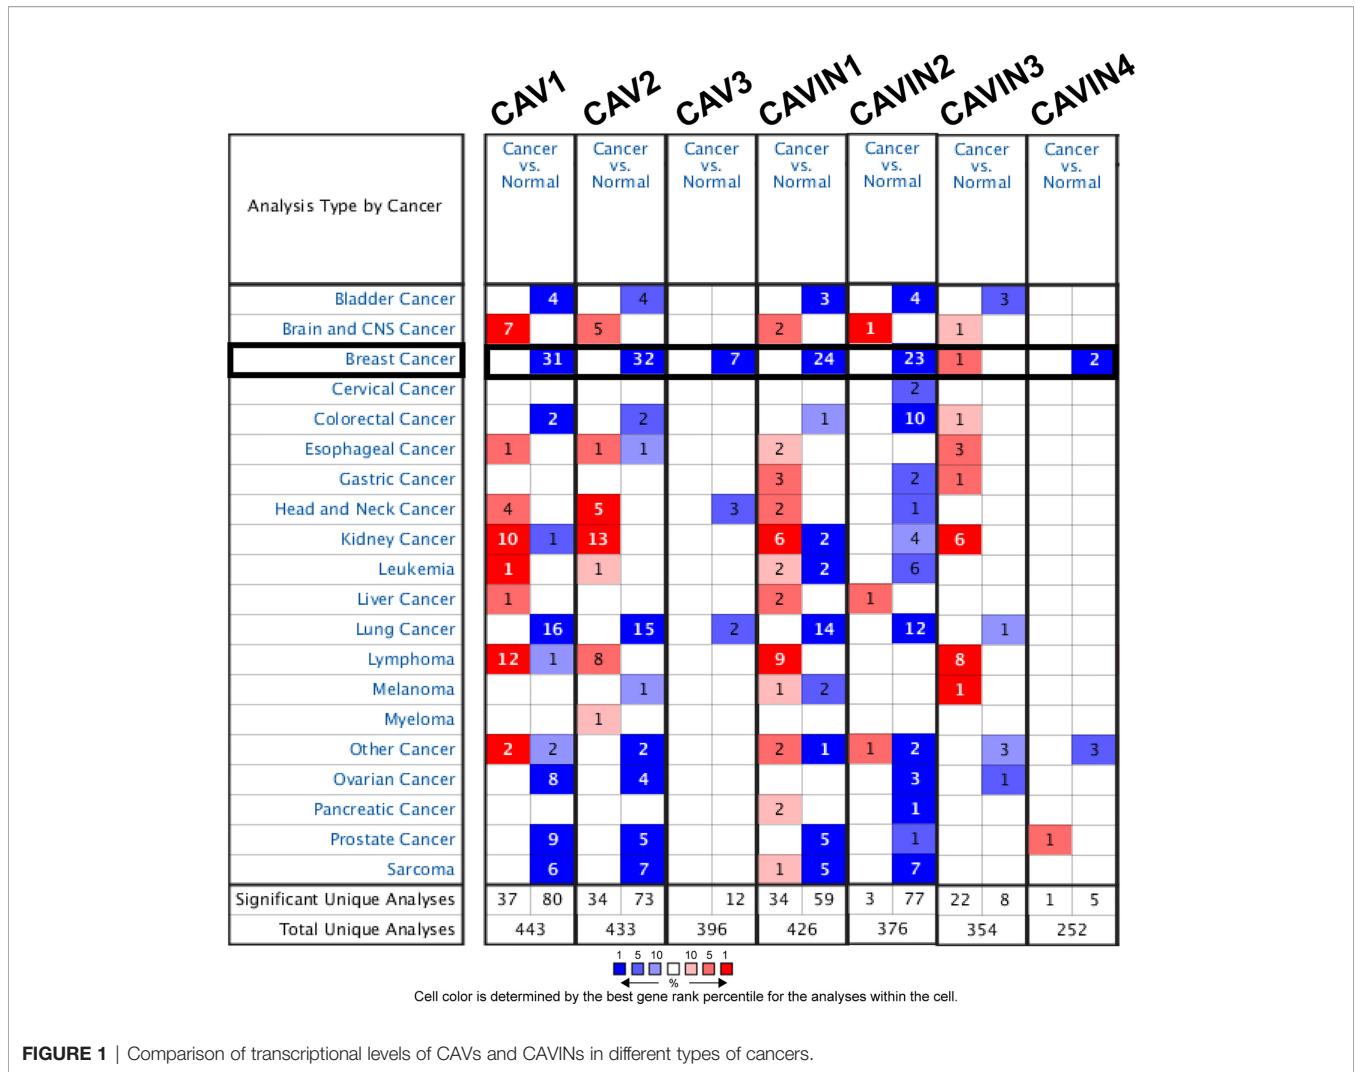 CAV1 CAV2 CAV3 CAVIN1 CAVIN2 CAVIN3 CAVIN4
Cancer Cancer Cancer Cancer Cancer Cancer Cancer
vs. vs. vs. vs. vs. vs. vs.
Normal Normal Normal Normal Normal Normal Normal
Analysis Type by Cancer
Bladder Cancer 4 4 3 4 3
Brain and CNS Cancer 7 5 2 1 1
Breast Cancer 31 32 7 24 23 1 2
Cervical Cancer 2
Colorectal Cancer 2 2 1 10 1
Esophageal Cancer 1 1 1 2 3
Gastric Cancer 3 2 1
Head and Neck Cancer 4 5 3 2 1
Kidney Cancer 10 1 13 6 2 4 6
Leukemia 1 1 2 2 6
Liver Cancer 1 2 1
Lung Cancer 16 15 2 14 12 1
Lymphoma 12 1 8 9 8
Melanoma 1 1 2 1
Myeloma 1
Other Cancer 2 2 2 2 1 1 2 3 3
Ovarian Cancer 8 4 3 1
Pancreatic Cancer 2 1
Prostate Cancer 9 5 5 1 1
Sarcoma 6 7 1 5 7
Significant Unique Analyses 37 80 34 73 12 34 59 3 77 22 8 1 5
Total Unique Analyses 443 433 396 426 376 354 252
1 5 10 10 5 1
%
Cell color is determined by the best gene rank percentile for the analyses within the cell.
FIGURE 1 | Comparison of transcriptional levels of CAVs and CAVINs in different types of cancers.